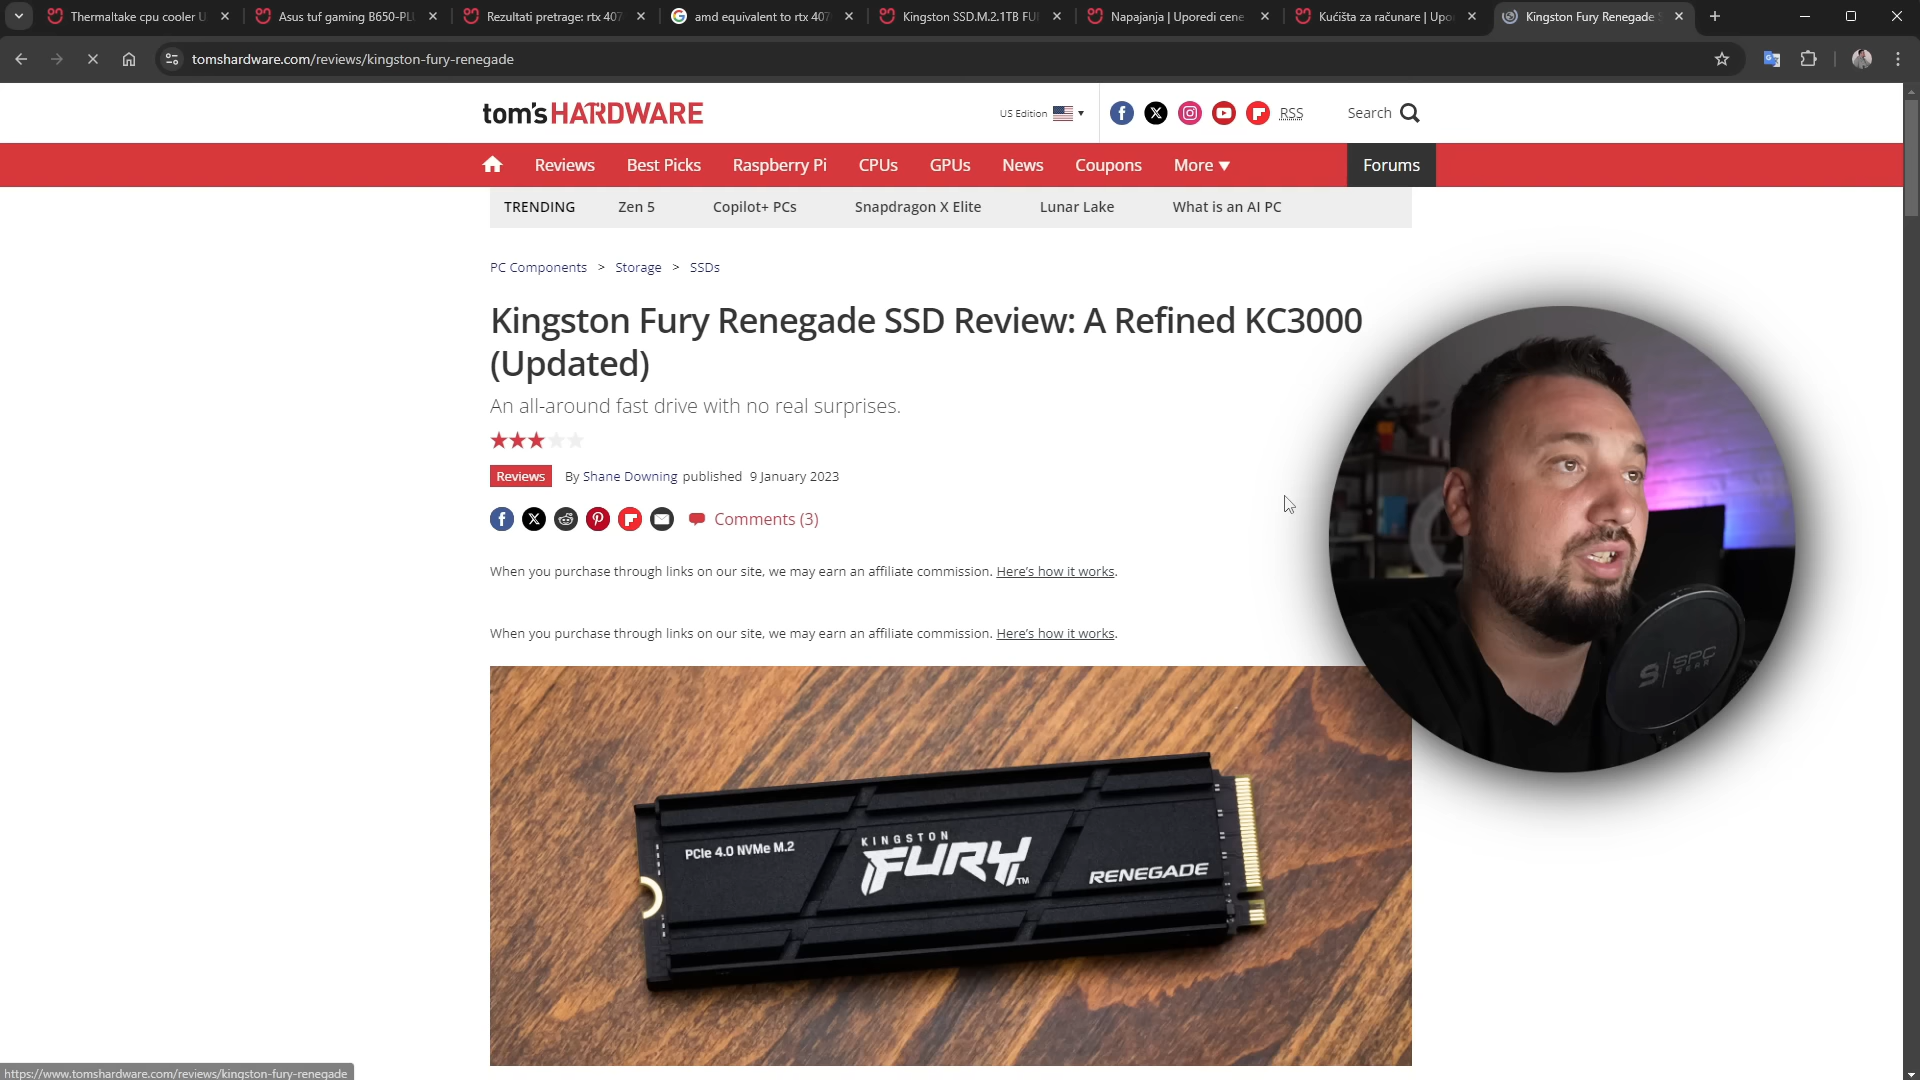 Thermaltake cpu cooler U
Asus tuf gaming B650-PLU
Rezultati pretrage: rtx 407
amd equivalent to rtx 407
Kingston SSD.M.2.1TB FUR
Napajanja | Uporedi cene
Kućišta za računare | Upo
Kingston Fury Renegade S
tomshardware.com/reviews/kingston-fury-renegade
tom's HARDWARE
US Edition
RSS
Search
Reviews
Best Picks
Raspberry Pi
CPUs
GPUs
News
Coupons
More
Forums
TRENDING
Zen 5
Copilot+ PCs
Snapdragon X Elite
Lunar Lake
What is an AI PC
PC Components > Storage > SSDs
Kingston Fury Renegade SSD Review: A Refined KC3000
(Updated)
An all-around fast drive with no real surprises.
Reviews By Shane Downing published 9 January 2023
Comments (3)
When you purchase through links on our site, we may earn an affiliate commission. Here's how it works.
When you purchase through links on our site, we may earn an affiliate commission. Here's how it works.
PCIe 4.0 NVMe M.2
KINGSTON
FURY™
RENEGADE
SPC
GEAR
https://www.tomshardware.com/reviews/kingston-fury-renegade